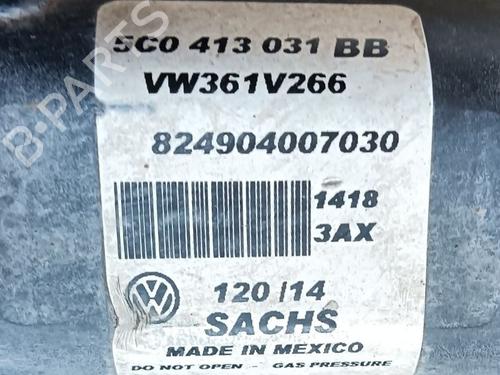 5C0 413 031 BB
VW361V266
824904007030
1418
3AX
120 /14
SACHS
MADE IN MEXICO
DO NOT OPEN - GAS PRESSURE
B-PARTS